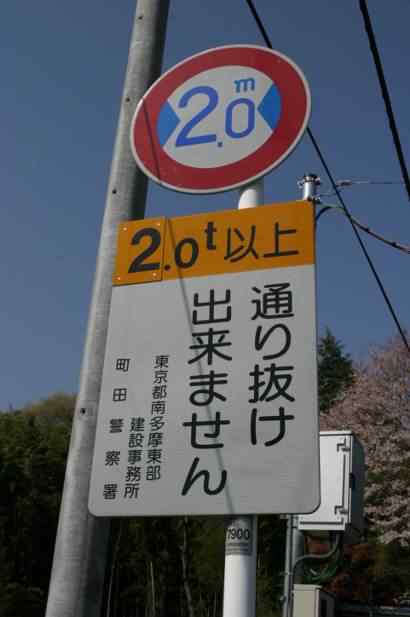 2.0m
2.0t以上
通り抜け
出来ません
東京都南多摩東部
建設事務所
町田警察署
7900